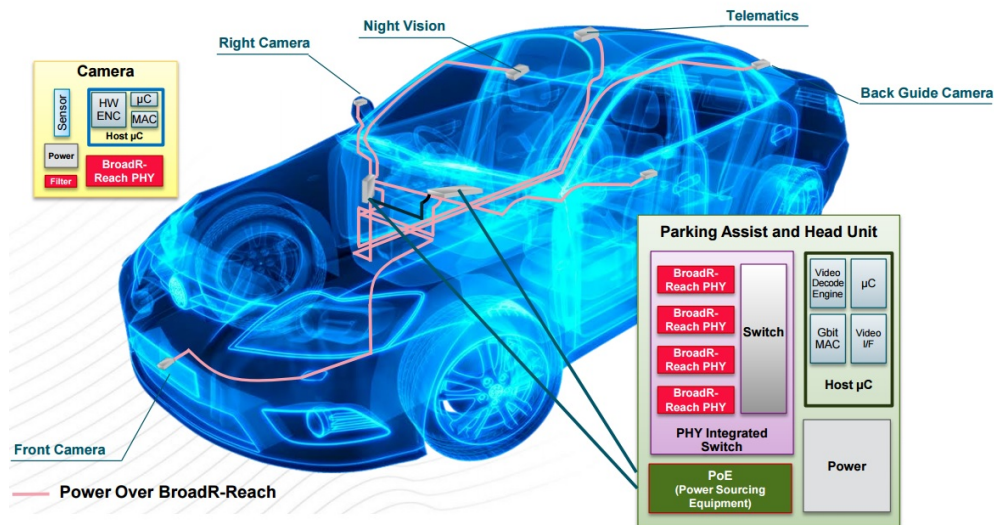 Telematics
Night Vision
Right Camera
Back Guide Camera
Camera
Sensor
HW
ENC
µC
MAC
Host µC
Power
BroadR-
Reach PHY
Filter
Parking Assist and Head Unit
BroadR-
Reach PHY
BroadR-
Reach PHY
BroadR-
Reach PHY
BroadR-
Reach PHY
Switch
PHY Integrated
Switch
Video
Decode
Engine
µC
Gbit
MAC
Video
I/F
Host µC
PoE
(Power Sourcing
Equipment)
Power
Front Camera
Power Over BroadR-Reach